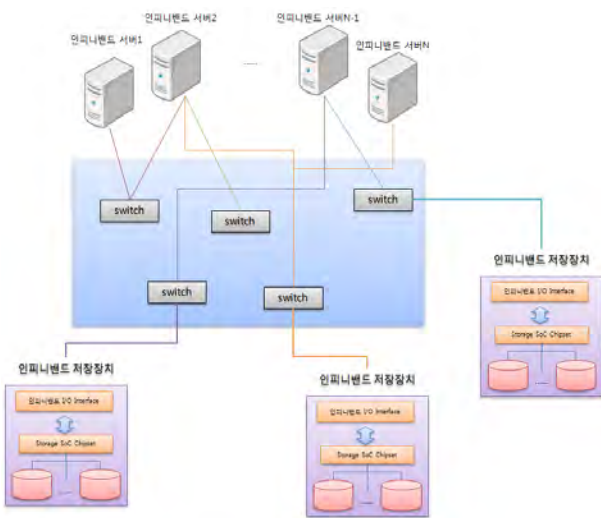 인피니밴드 서버1
인피니밴드 서버2
.....
인피니밴드 서버N-1
인피니밴드 서버N
switch
switch
switch
switch
switch
인피니밴드 저장장치
인피니밴드 I/O Interface
Storage SoC Chipset
.....
인피니밴드 저장장치
인피니밴드 I/O Interface
Storage SoC Chipset
.....
인피니밴드 저장장치
인피니밴드 I/O Interface
Storage SoC Chipset
.....